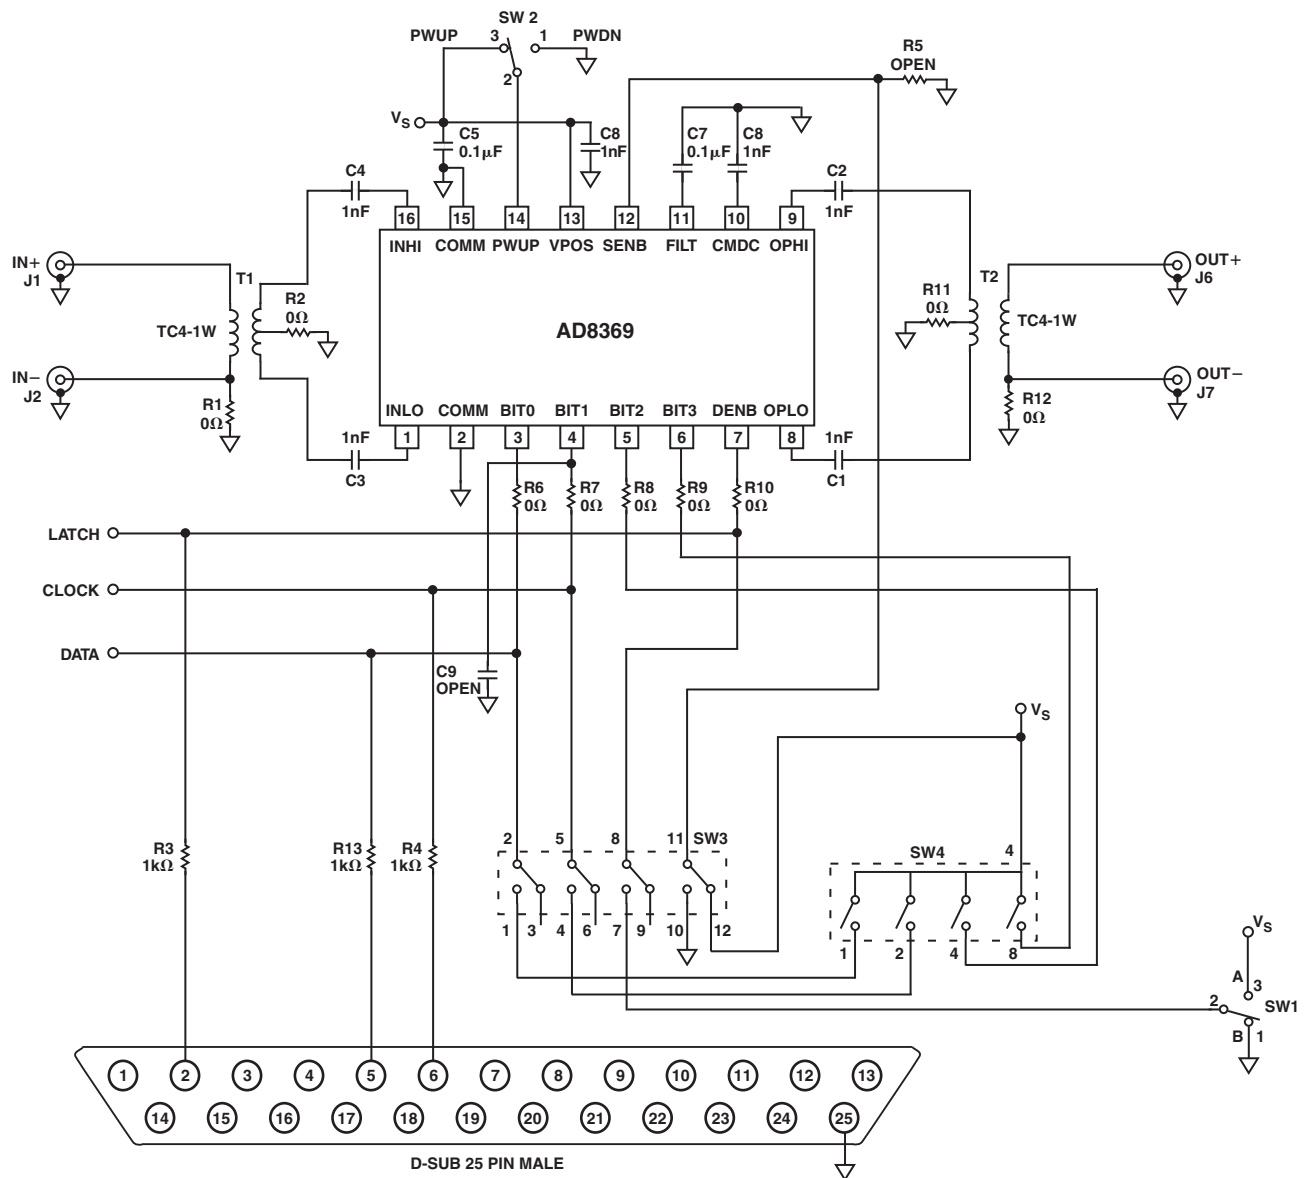 SW 2
PWUP 3 1 PWDN
2
R5
OPEN
VS
C5
0.1µF
C8
1nF
C7
0.1µF
C8
1nF
C4
1nF
C2
1nF
16 15 14 13 12 11 10 9
INHI COMM PWUP VPOS SENB FILT CMDC OPHI
IN+
J1
T1
R2
0Ω
TC4-1W
AD8369
R11
0Ω
T2
TC4-1W
OUT+
J6
IN−
J2
R1
0Ω
OUT−
J7
R12
0Ω
INLO COMM BIT0 BIT1 BIT2 BIT3 DENB OPLO
1 2 3 4 5 6 7 8
1nF
C3
1nF
C1
R6
0Ω
R7
0Ω
R8
0Ω
R9
0Ω
R10
0Ω
LATCH
CLOCK
DATA
C9
OPEN
VS
R3
1kΩ
R13
1kΩ
R4
1kΩ
2 5 8 11 SW3
SW4 4
1 3 4 6 7 9 10 12
1 2 4 8
VS
A 3
2 SW1
B 1
1 2 3 4 5 6 7 8 9 10 11 12 13
14 15 16 17 18 19 20 21 22 23 24 25
D-SUB 25 PIN MALE